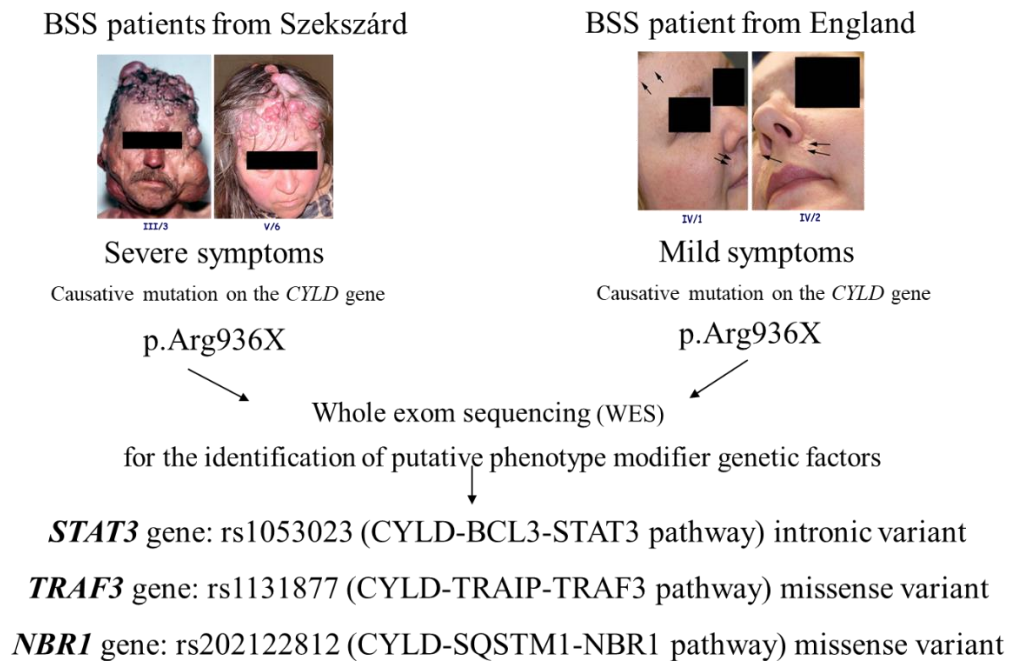 BSS patients from Szekszárd
BSS patient from England
III/3
V/6
IV/1
IV/2
Severe symptoms
Mild symptoms
Causative mutation on the CYLD gene
Causative mutation on the CYLD gene
p.Arg936X
p.Arg936X
Whole exom sequencing (WES)
for the identification of putative phenotype modifier genetic factors
STAT3 gene: rs1053023 (CYLD-BCL3-STAT3 pathway) intronic variant
TRAF3 gene: rs1131877 (CYLD-TRAIP-TRAF3 pathway) missense variant
NBR1 gene: rs202122812 (CYLD-SQSTM1-NBR1 pathway) missense variant